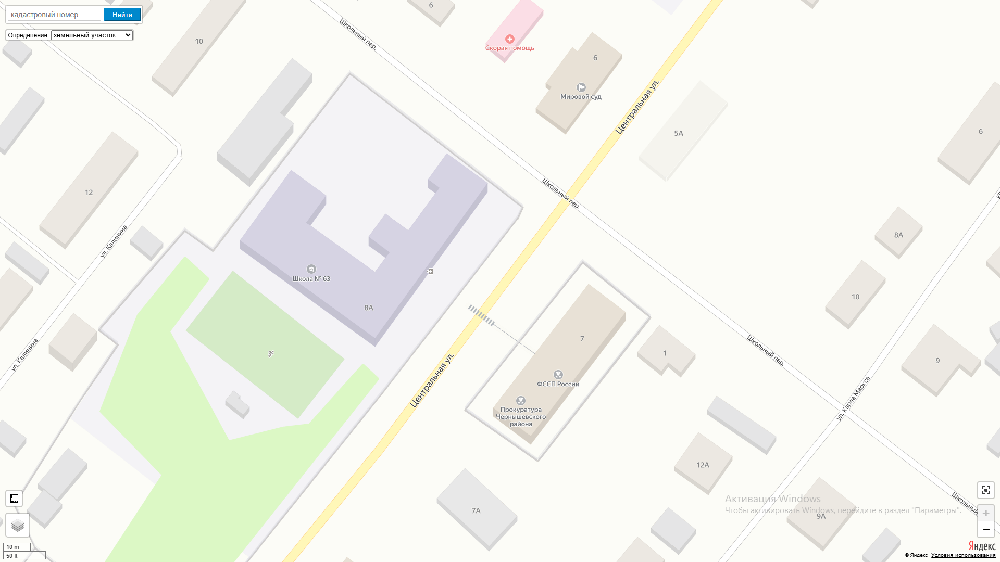 кадастровый номер
Найти
Определение: земельный участок
6
10
Школьный пер.
Скорая помощь
6
Мировой суд
Центральная ул.
5А
6
12
Школьный пер.
ул. Калинина
8А
Школа № 63
8А
10
7
1
ул. Калинина
Школьный пер.
9
Центральная ул.
ФССП России
Прокуратура
Чернышевского
района
ул. Карла Маркса
12А
7А
Школьный
9А
Активация Windows
Чтобы активировать Windows, перейдите в раздел "Параметры".
10 m
50 ft
Яндекс
© Яндекс Условия использования